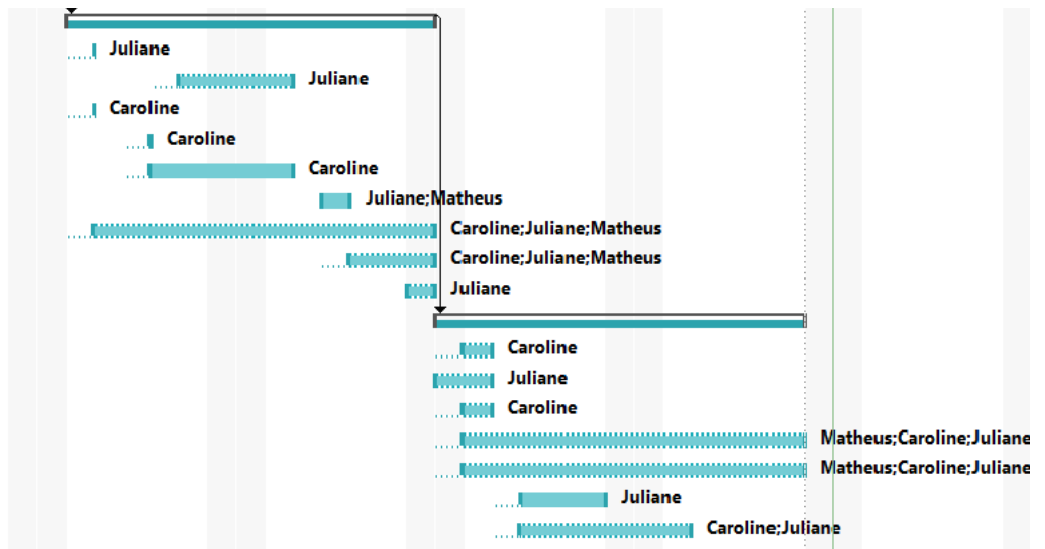 Juliane
Juliane
Caroline
Caroline
Caroline
Juliane;Matheus
Caroline;Juliane;Matheus
Caroline;Juliane;Matheus
Juliane
Caroline
Juliane
Caroline
Matheus;Caroline;Juliane
Matheus;Caroline;Juliane
Juliane
Caroline;Juliane